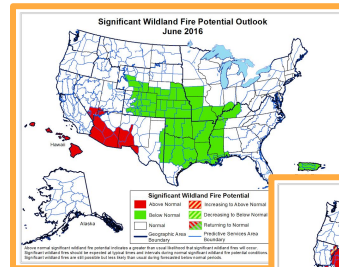 Significant Wildland Fire Potential Outlook
June 2016
Hawaii
Alaska
Significant Wildland Fire Potential
Above Normal
Increasing to Above Normal
Below Normal
Decreasing to Below Normal
Normal
Returning to Normal
Geographic Area
Boundary
Predictive Services Area
Boundary
Above normal significant wildland fire potential indicates a greater than usual likelihood that significant wildland fires will occur.
Significant wildland fires should be expected at typical times and intervals during normal significant wildland fire potential conditions.
Significant wildland fires are still possible but less likely than usual during forecasted below normal periods.